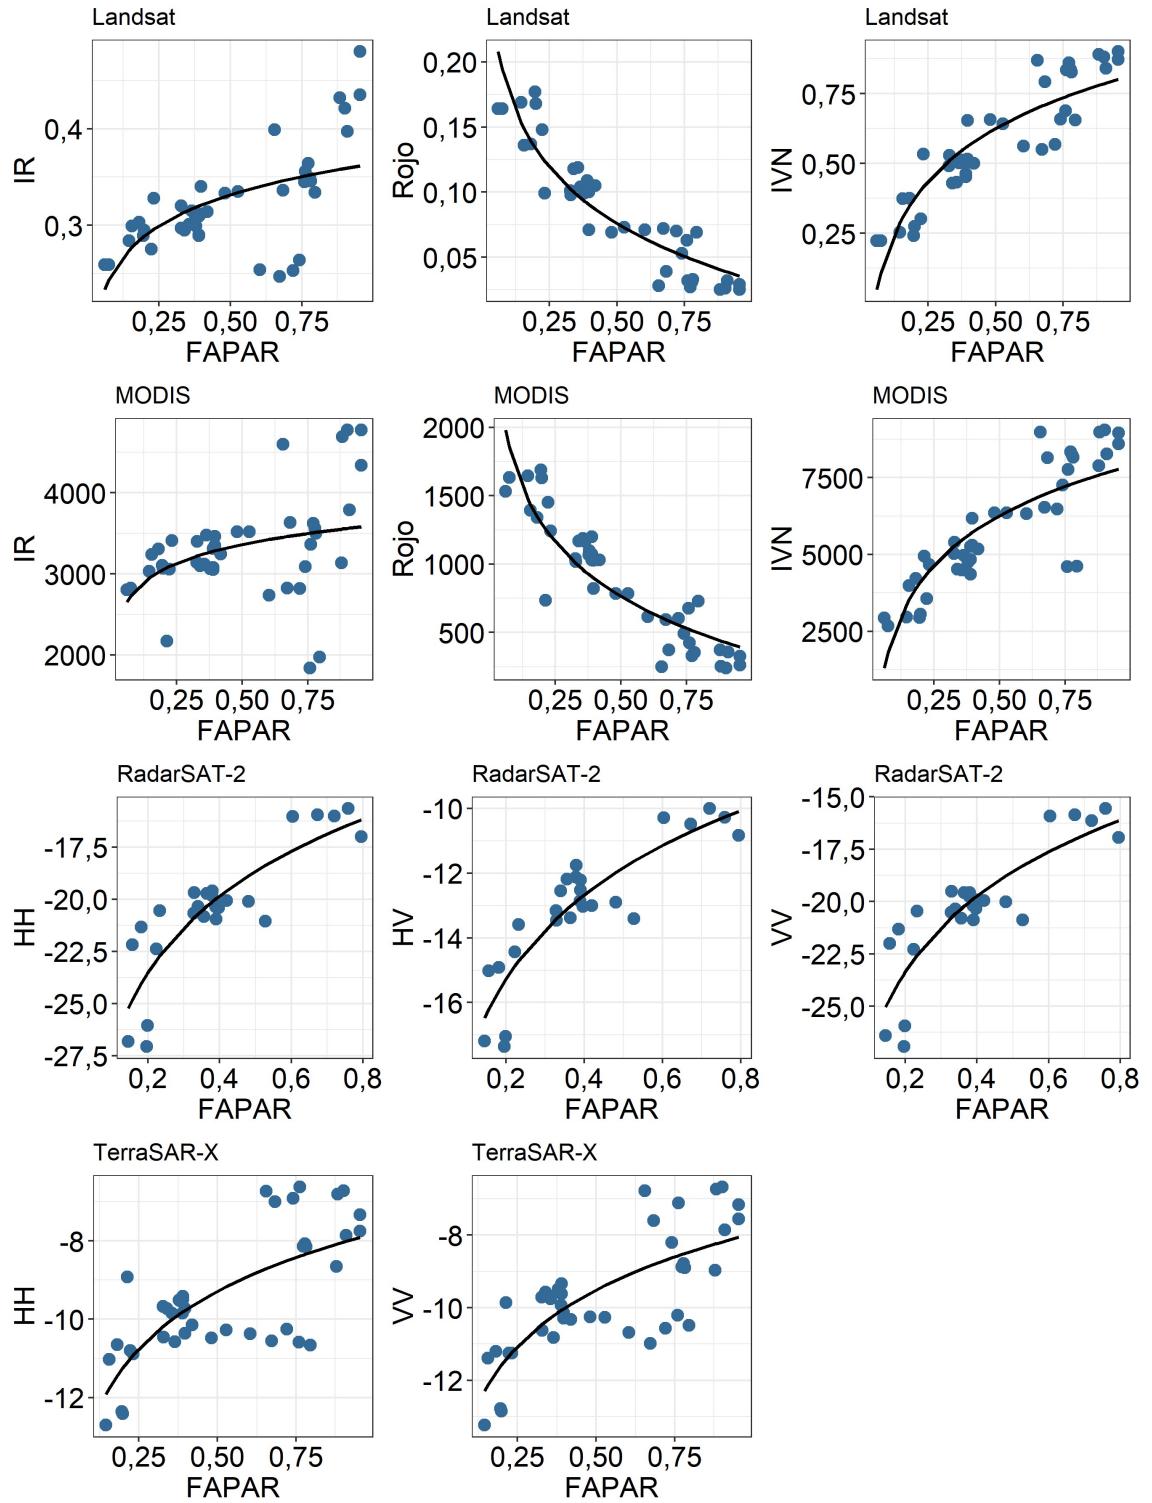 Landsat
IR
0,4
0,3
0,25 0,50 0,75
FAPAR
Landsat
Rojo
0,20
0,15
0,10
0,05
0,25 0,50 0,75
FAPAR
Landsat
IVN
0,75
0,50
0,25
0,25 0,50 0,75
FAPAR
MODIS
IR
4000
3000
2000
0,25 0,50 0,75
FAPAR
MODIS
Rojo
2000
1500
1000
500
0,25 0,50 0,75
FAPAR
MODIS
IVN
7500
5000
2500
0,25 0,50 0,75
FAPAR
RadarSAT-2
HH
-17,5
-20,0
-22,5
-25,0
-27,5
0,2 0,4 0,6 0,8
FAPAR
RadarSAT-2
HV
-10
-12
-14
-16
0,2 0,4 0,6 0,8
FAPAR
RadarSAT-2
VV
-15,0
-17,5
-20,0
-22,5
-25,0
0,2 0,4 0,6 0,8
FAPAR
TerraSAR-X
HH
-8
-10
-12
0,25 0,50 0,75
FAPAR
TerraSAR-X
VV
-8
-10
-12
0,25 0,50 0,75
FAPAR